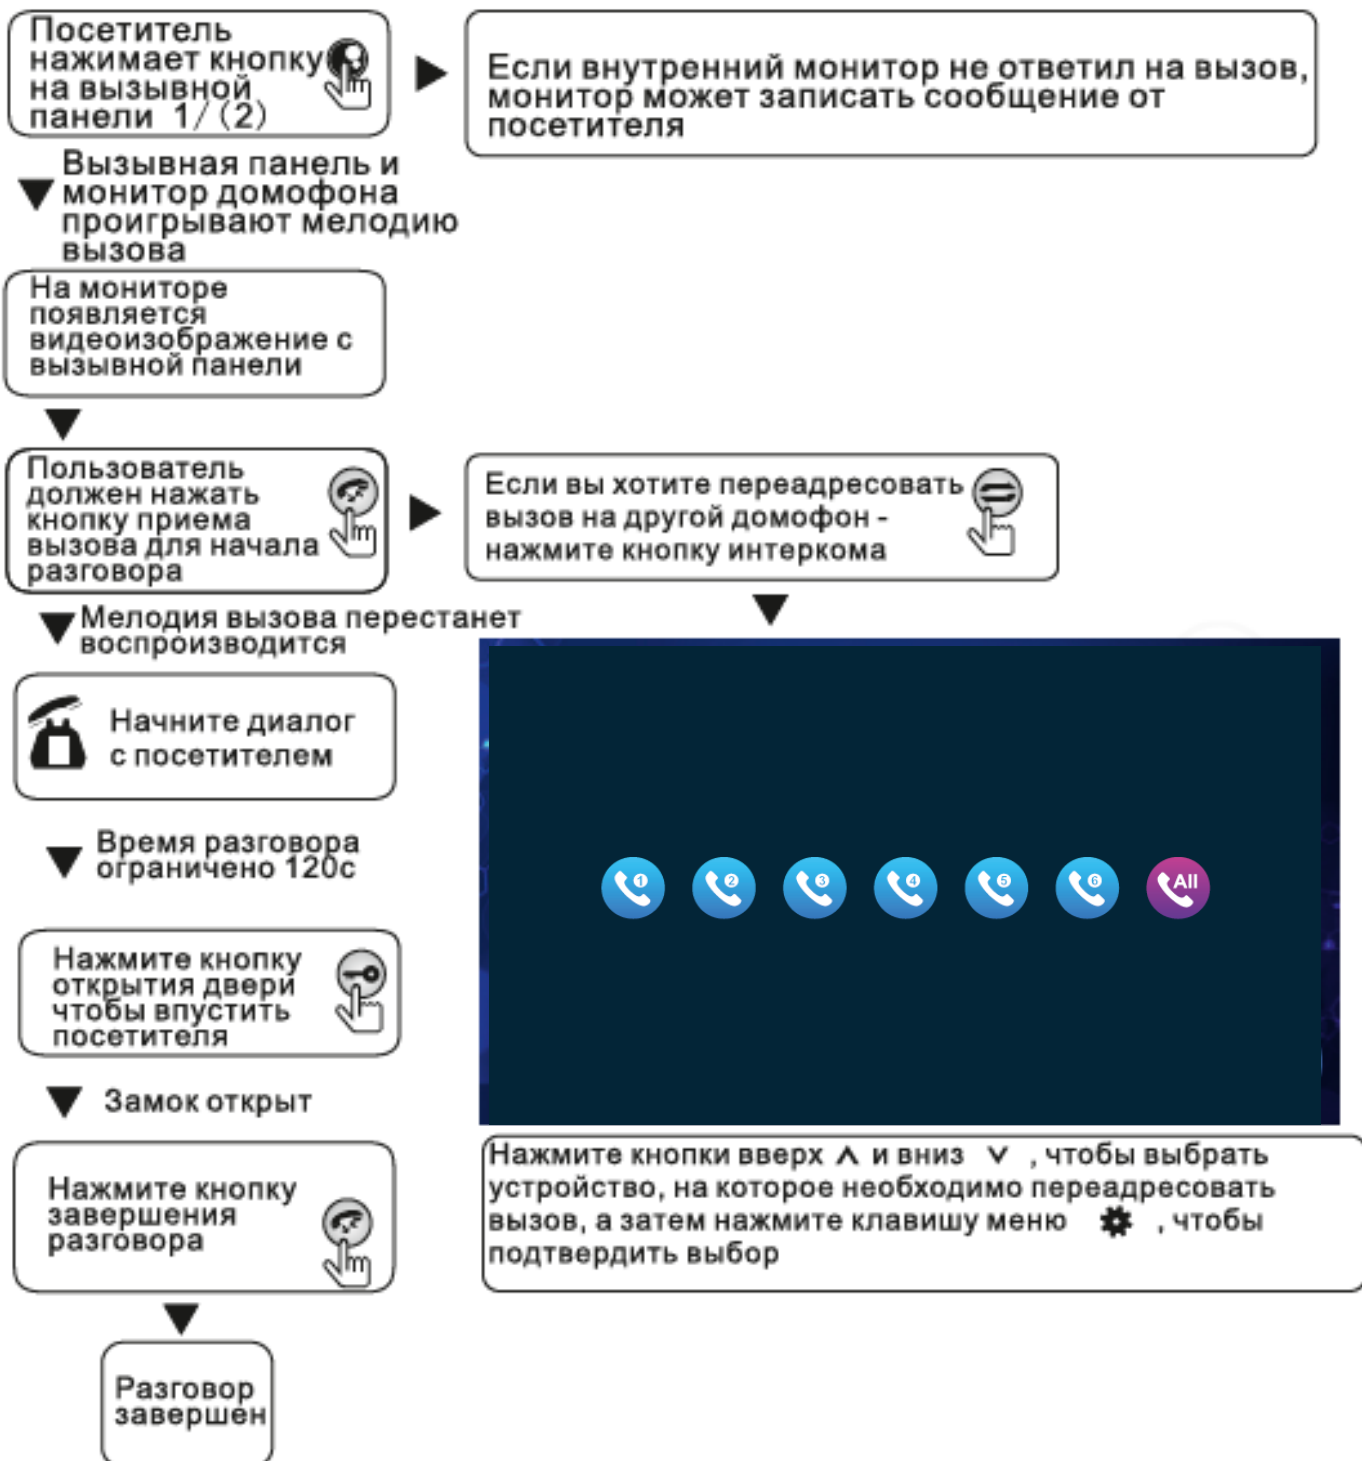 Посетитель
нажимает кнопку
на вызывной
панели 1/(2)
Если внутренний монитор не ответил на вызов,
монитор может записать сообщение от
посетителя
Вызывная панель и
монитор домофона
проигрывают мелодию
вызова
На мониторе
появляется
видеоизображение с
вызывной панели
Пользователь
должен нажать
кнопку приема
вызова для начала
разговора
Если вы хотите переадресовать
вызов на другой домофон -
нажмите кнопку интеркома
Мелодия вызова перестанет
воспроизводится
Начните диалог
с посетителем
Время разговора
ограничено 120с
1 2 3 4 5 6 All
Нажмите кнопку
открытия двери
чтобы впустить
посетителя
Замок открыт
Нажмите кнопку
завершения
разговора
Нажмите кнопки вверх ∧ и вниз ∨ , чтобы выбрать
устройство, на которое необходимо переадресовать
вызов, а затем нажмите клавишу меню , чтобы
подтвердить выбор
Разговор
завершен